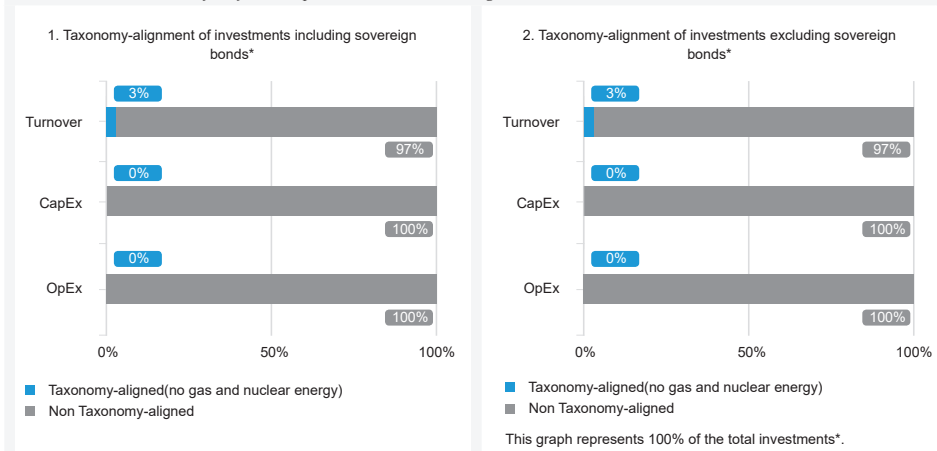 1. Taxonomy-alignment of investments including sovereign
bonds*
3%
Turnover
97%
0%
CapEx
100%
0%
OpEx
100%
0% 50% 100%
Taxonomy-aligned(no gas and nuclear energy)
Non Taxonomy-aligned
2. Taxonomy-alignment of investments excluding sovereign
bonds*
3%
Turnover
97%
0%
CapEx
100%
0%
OpEx
100%
0% 50% 100%
Taxonomy-aligned(no gas and nuclear energy)
Non Taxonomy-aligned
This graph represents 100% of the total investments*.